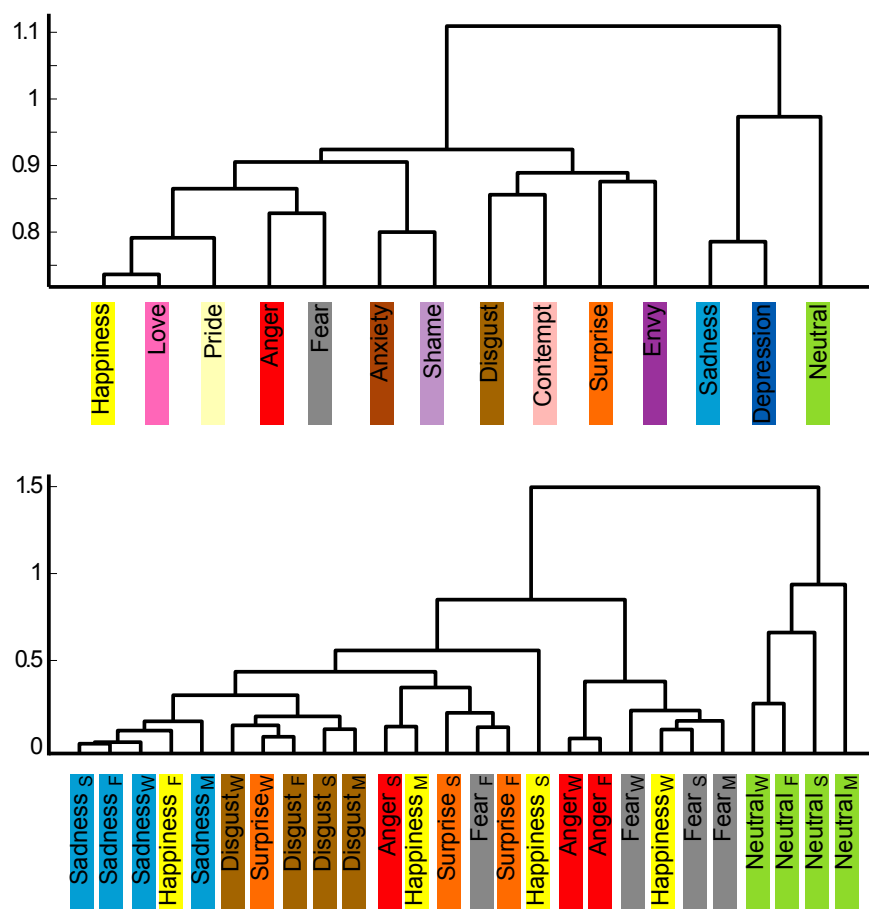 1.1
1
0.9
0.8
Happiness
Love
Pride
Anger
Fear
Anxiety
Shame
Disgust
Contempt
Surprise
Envy
Sadness
Depression
Neutral
1.5
1
0.5
0
Sadness S
Sadness F
Sadness W
Happiness F
Sadness M
Disgust W
Surprise W
Disgust F
Disgust S
Disgust M
Anger S
Happiness M
Surprise S
Fear F
Surprise F
Happiness S
Anger W
Anger F
Fear W
Happiness W
Fear S
Fear M
Neutral W
Neutral F
Neutral S
Neutral M